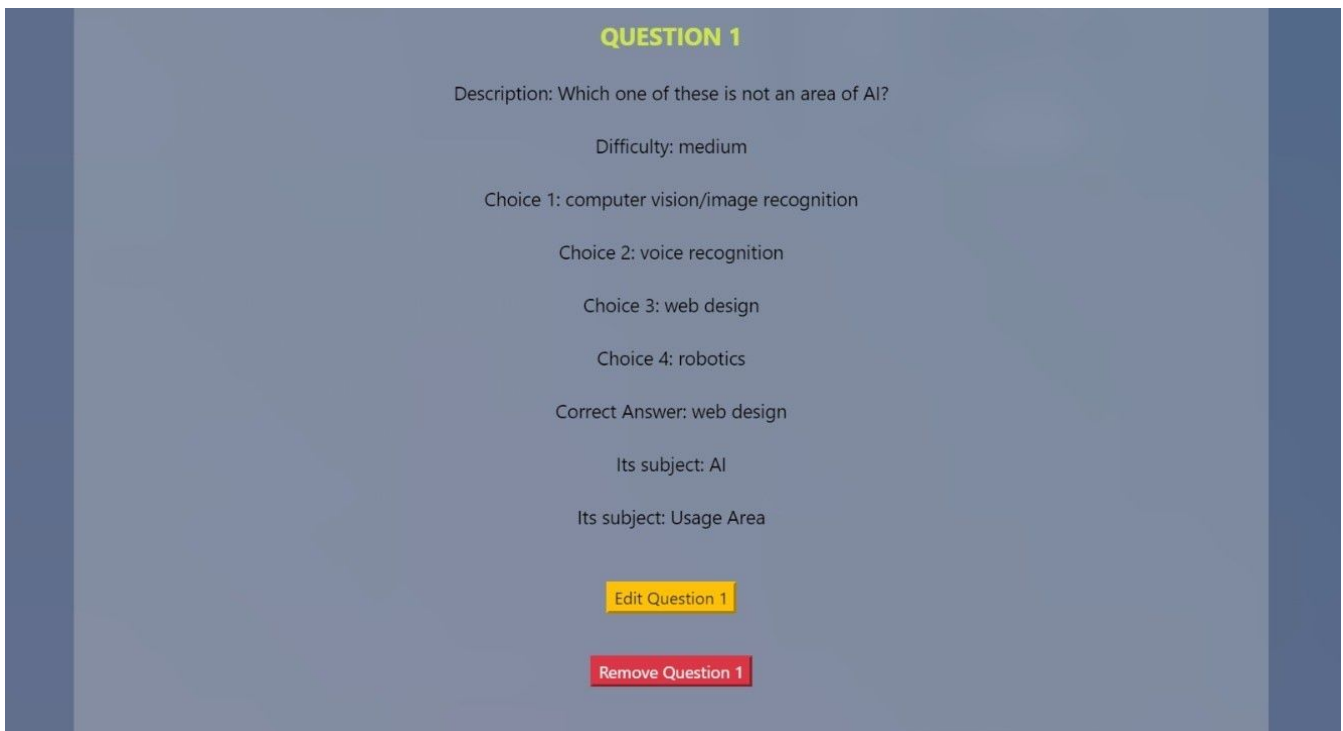 QUESTION 1
Description: Which one of these is not an area of AI?
Difficulty: medium
Choice 1: computer vision/image recognition
Choice 2: voice recognition
Choice 3: web design
Choice 4: robotics
Correct Answer: web design
Its subject: AI
Its subject: Usage Area
Edit Question 1
Remove Question 1